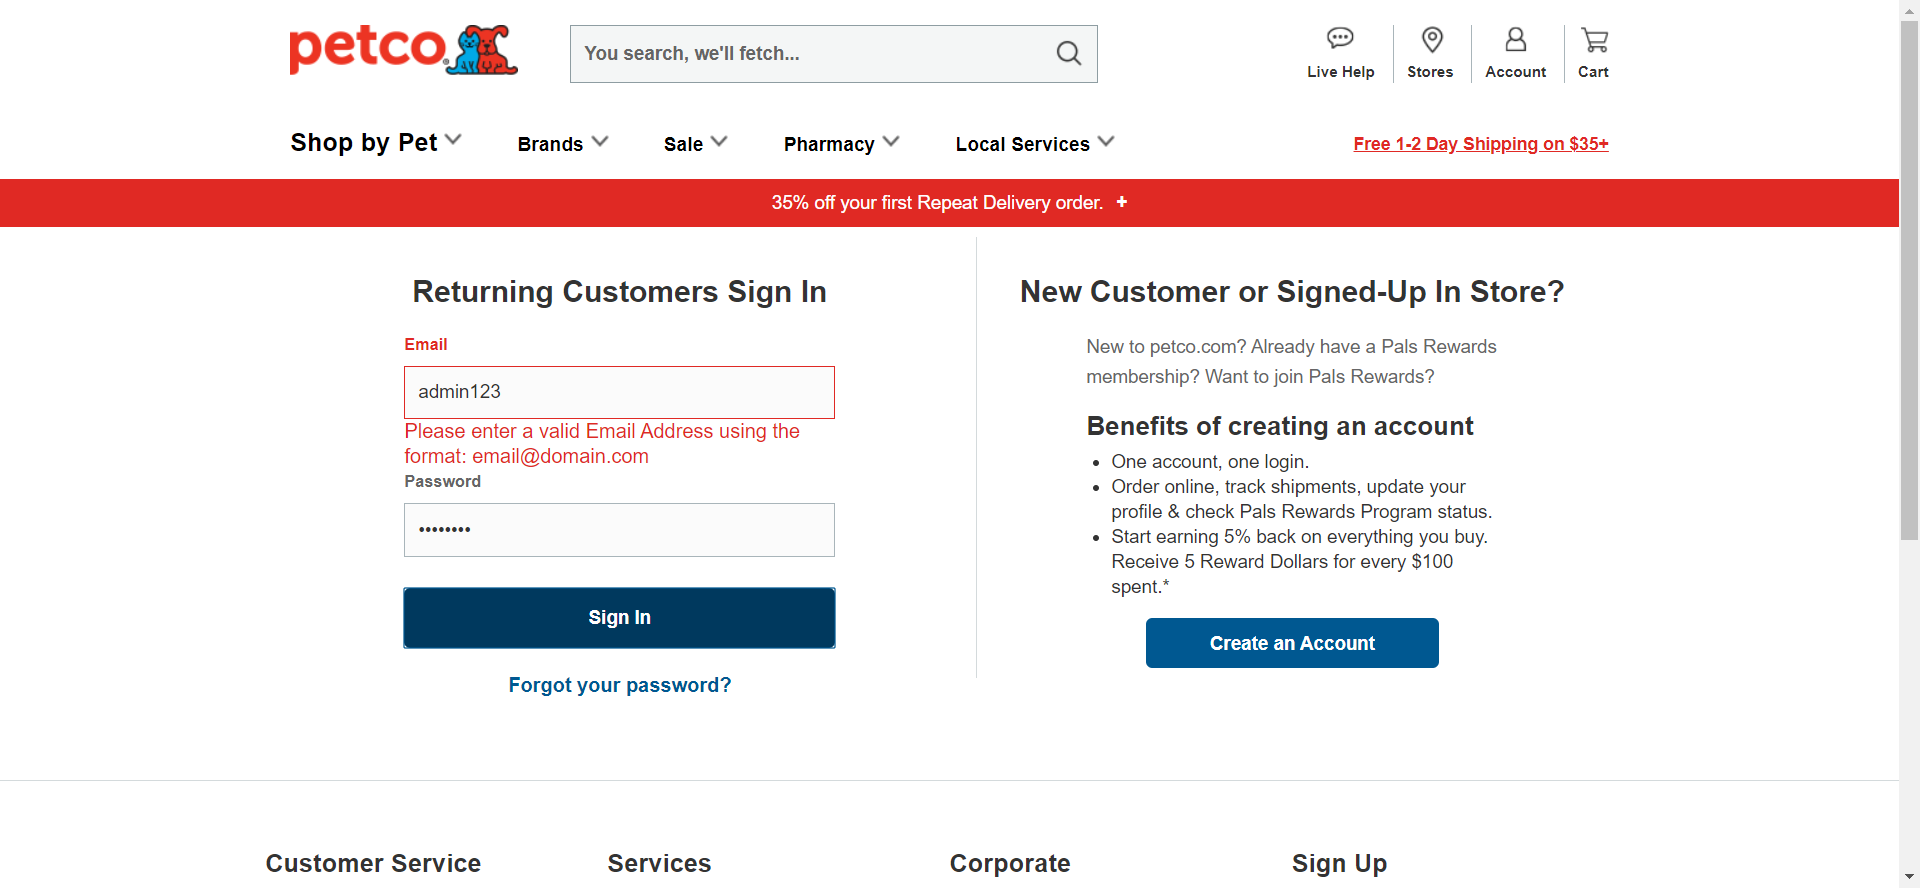 petco
You search, we'll fetch...
Live Help
Stores
Account
Cart
Shop by Pet
Brands
Sale
Pharmacy
Local Services
Free 1-2 Day Shipping on $35+
35% off your first Repeat Delivery order. +
Returning Customers Sign In
Email
admin123
Please enter a valid Email Address using the
format: email@domain.com
Password
••••••••
Sign In
Forgot your password?
New Customer or Signed-Up In Store?
New to petco.com? Already have a Pals Rewards
membership? Want to join Pals Rewards?
Benefits of creating an account
• One account, one login.
• Order online, track shipments, update your
profile & check Pals Rewards Program status.
• Start earning 5% back on everything you buy.
Receive 5 Reward Dollars for every $100
spent.*
Create an Account
Customer Service
Services
Corporate
Sign Up